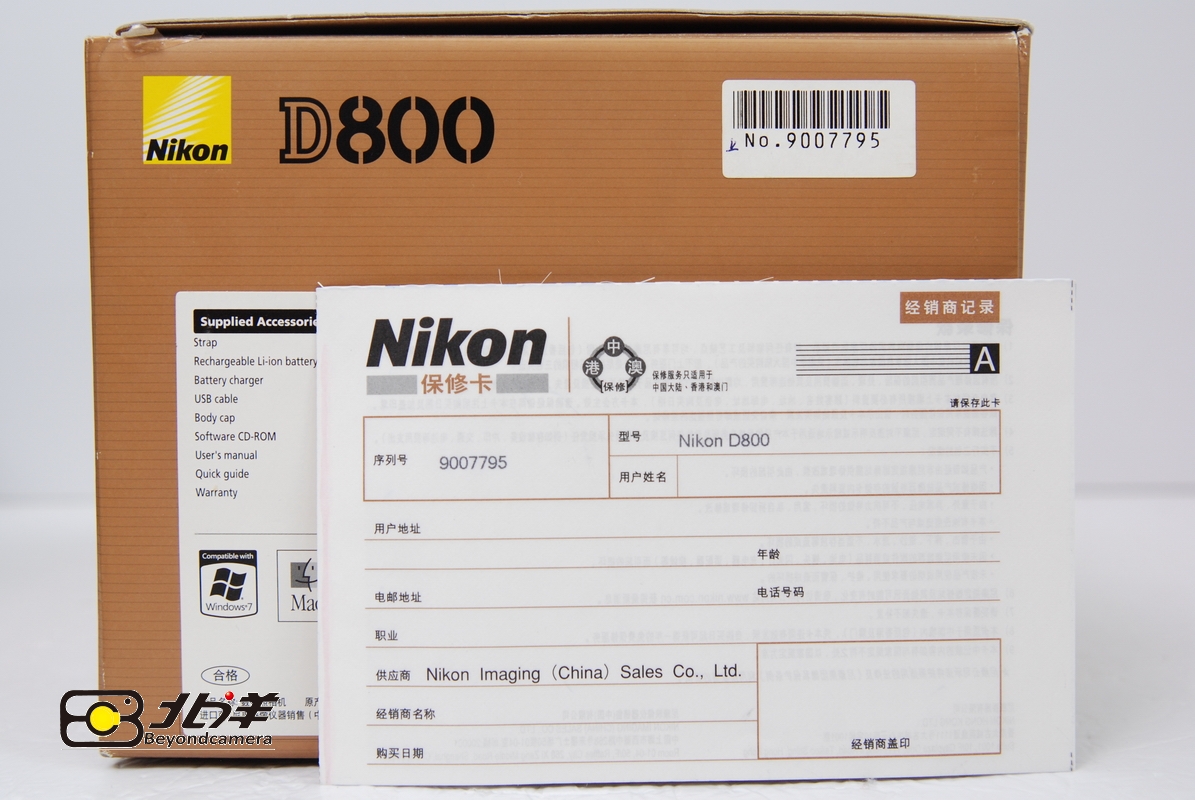 Nikon
D800
No.9007795
Supplied Accessorie
Strap
Rechargeable Li-ion battery
Battery charger
USB cable
Body cap
Software CD-ROM
User's manual
Quick guide
Warranty
Compatible with
Windows 7
Mac
合格
北洋
Beyondcamera
经销商记录
Nikon
保修卡
中
港 澳
保修
保修服务只适用于
中国大陆、香港和澳门
A
请保存此卡
序列号 9007795
型号 Nikon D800
用户姓名
用户地址
年龄
电邮地址
电话号码
职业
供应商 Nikon Imaging (China) Sales Co., Ltd.
经销商名称
购买日期
经销商盖印